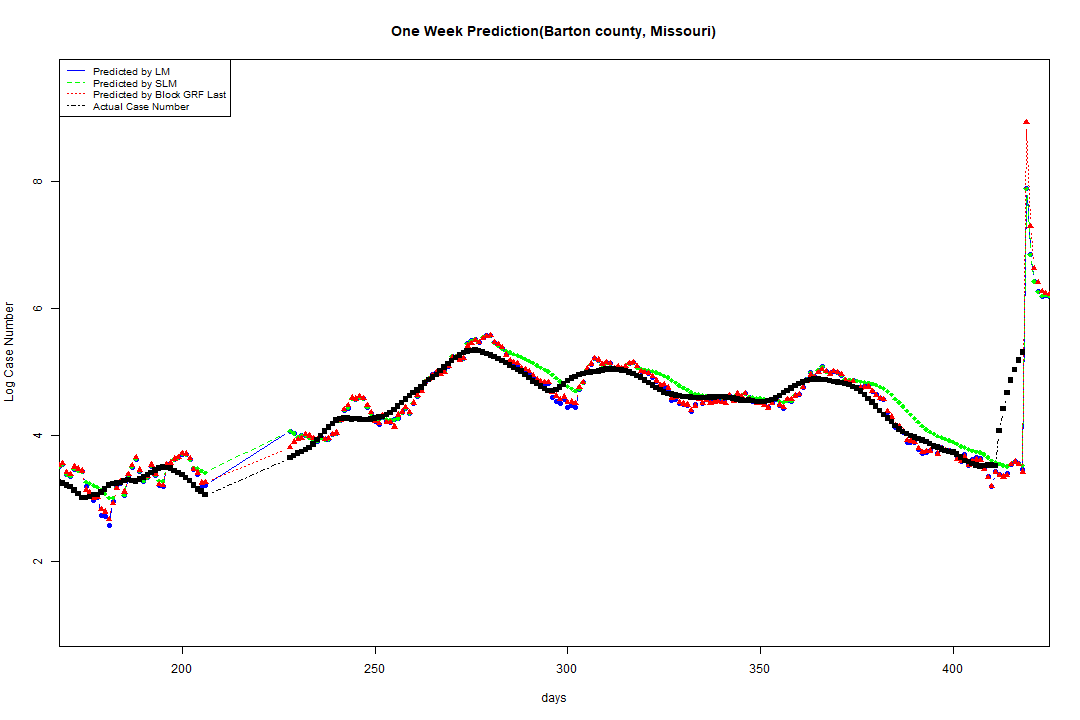 One Week Prediction(Barton county, Missouri)
Predicted by LM
Predicted by SLM
Predicted by Block GRF Last
Actual Case Number
Log Case Number
8
6
4
2
200 250 300 350 400
days